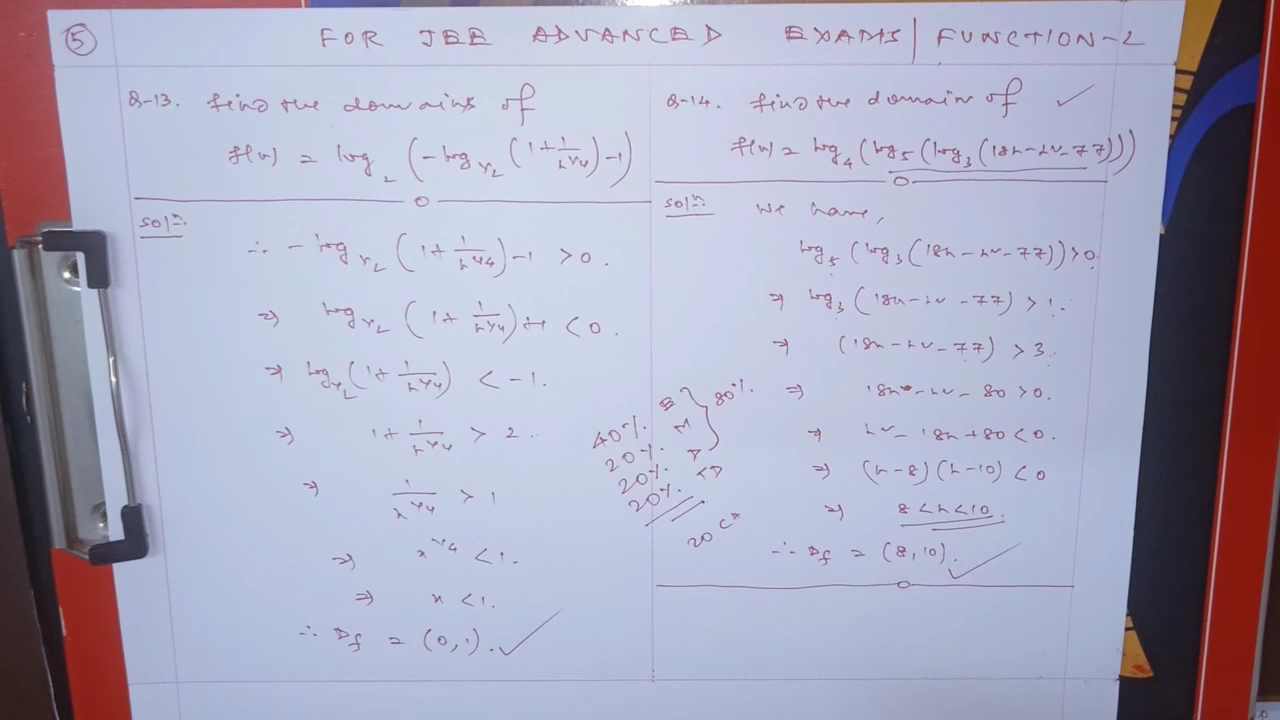 5
FOR JEE ADVANCED EXAMS | FUNCTION-2
Q-13. Find the domains of
f(x) = log₂ (-log_{1/2} (1+1/x^{1/4}) -1)
Solⁿ:
∴ -log_{1/2} (1+1/x^{1/4}) -1 > 0.
⇒ log_{1/2} (1+1/x^{1/4}) +1 < 0.
⇒ log_{1/2} (1+1/x^{1/4}) < -1.
⇒ 1+1/x^{1/4} > 2.
⇒ 1/x^{1/4} > 1
⇒ x^{1/4} < 1.
⇒ x < 1.
∴ D_f = (0,1). ✓
40%. E
20%. M
20%. A
20%. TA
80%.
Q-14. Find the domain of ✓
f(x) = log₄ (log₅ (log₃ (18x-x²-77)))
Solⁿ: We have,
log₅ (log₃ (18x-x²-77)) > 0.
⇒ log₃ (18x-x²-77) > 1.
⇒ (18x-x²-77) > 3.
⇒ 18x-x²-80 > 0.
⇒ x²-18x+80 < 0.
⇒ (x-8)(x-10) < 0
⇒ 8 < x < 10.
∴ D_f = (8,10). ✓